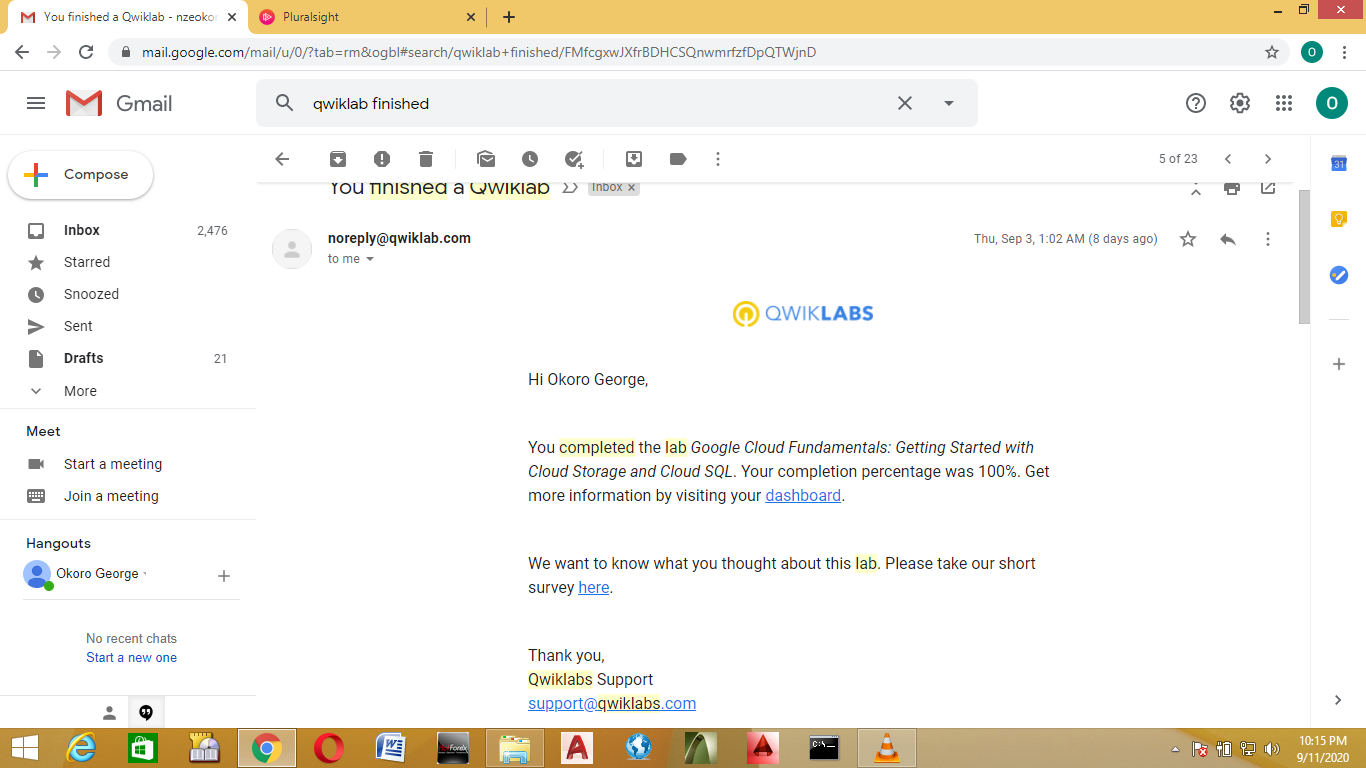 You finished a Qwiklab - nzeokor
Pluralsight
mail.google.com/mail/u/0/?tab=rm&ogbl#search/qwiklab+finished/FMfcgxwJXfrBDHCSQnwmrfzfDpQTWjnD
O
Gmail
qwiklab finished
O
Compose
5 of 23
31
You finished a Qwiklab
Inbox x
Inbox 2,476
noreply@qwiklab.com
Thu, Sep 3, 1:02 AM (8 days ago)
to me
Starred
Snoozed
Sent
Drafts 21
More
QWIKLABS
Hi Okoro George,
You completed the lab Google Cloud Fundamentals: Getting Started with
Cloud Storage and Cloud SQL. Your completion percentage was 100%. Get
more information by visiting your dashboard.
We want to know what you thought about this lab. Please take our short
survey here.
Thank you,
Qwiklabs Support
support@qwiklabs.com
Meet
Start a meeting
Join a meeting
Hangouts
Okoro George
No recent chats
Start a new one
10:15 PM
9/11/2020